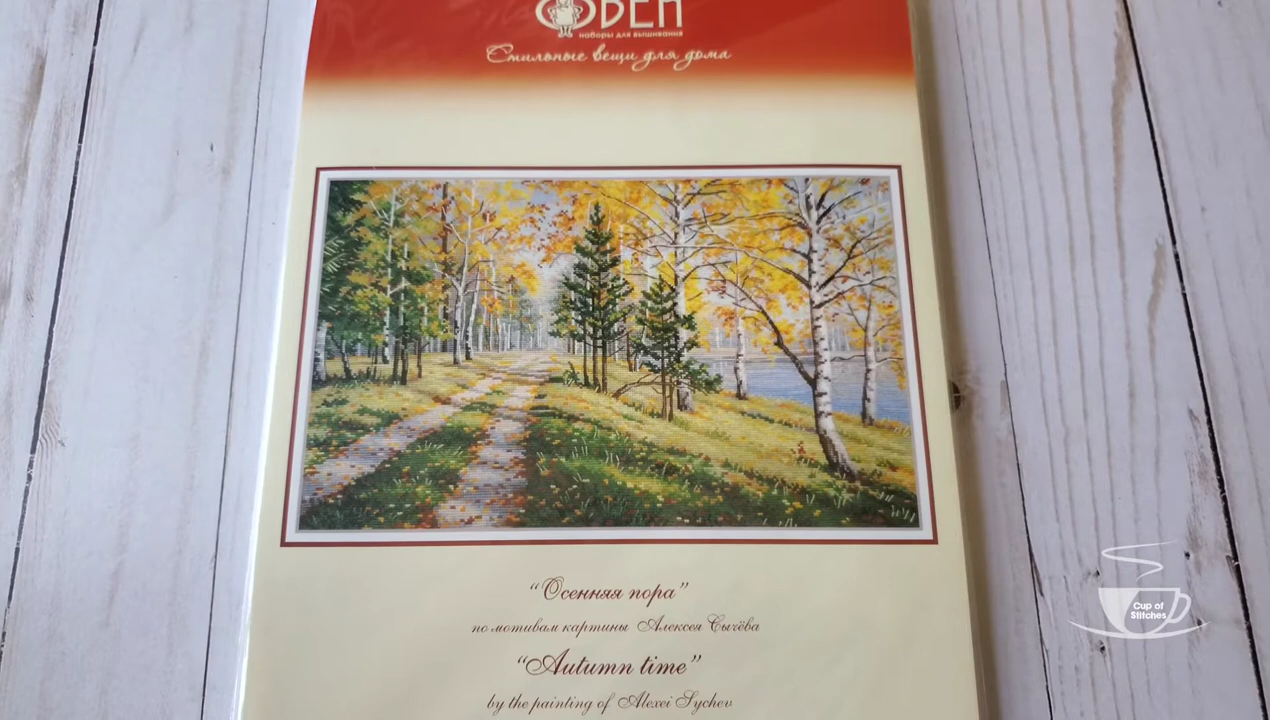 ОВЕН
наборы для вышивания
Стильные вещи для дома
“Осенняя пора”
по мотивам картины Алексея Сычёва
“Autumn time”
by the painting of Alexei Sychev
Cup of
Stitches